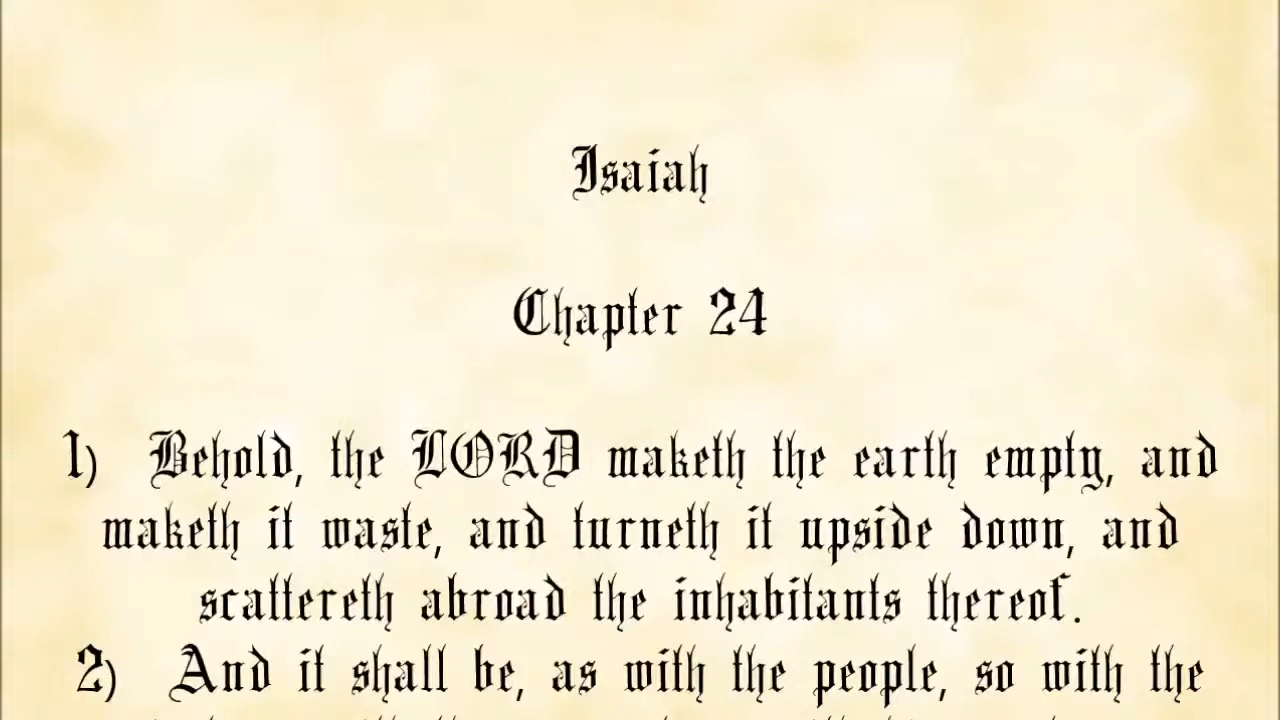 Isaiah
Chapter 24
1) Behold, the LORD maketh the earth empty, and
maketh it waste, and turneth it upside down, and
scattereth abroad the inhabitants thereof.
2) And it shall be, as with the people, so with the